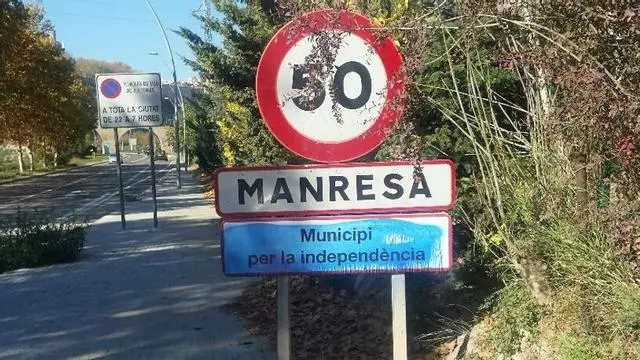 50
MANRESA
Municipi
per la independència
A TOTA LA CIUTAT
DE 22 A 7 HORES